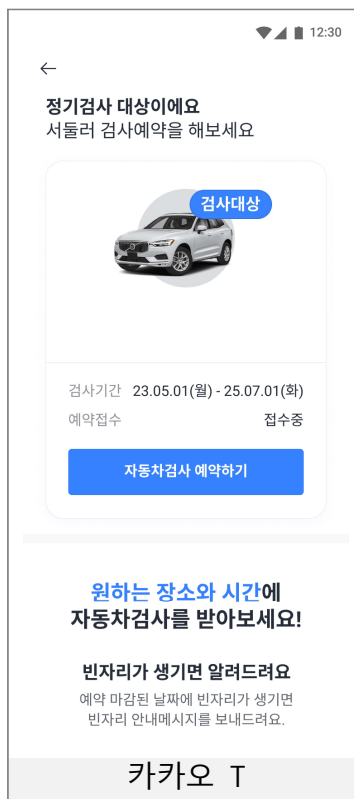 12:30
정기검사 대상이에요
서둘러 검사예약을 해보세요
검사대상
검사기간 23.05.01(월) - 25.07.01(화)
예약접수 접수중
자동차검사 예약하기
원하는 장소와 시간에
자동차검사를 받아보세요!
빈자리가 생기면 알려드려요
예약 마감된 날짜에 빈자리가 생기면
빈자리 안내메시지를 보내드려요.
카카오 T